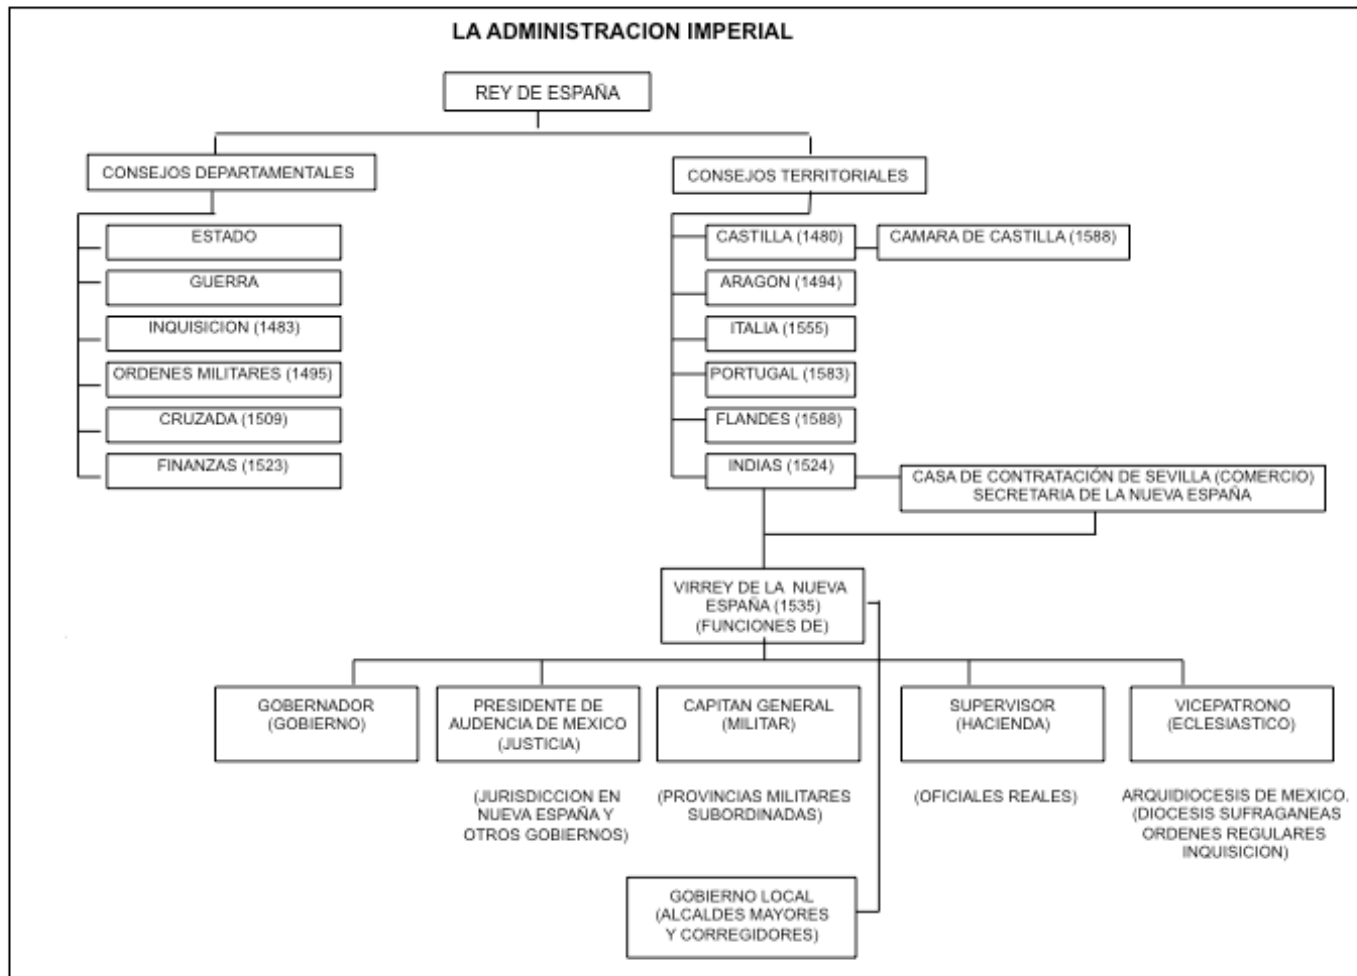 LA ADMINISTRACION IMPERIAL
REY DE ESPAÑA
CONSEJOS DEPARTAMENTALES
ESTADO
GUERRA
INQUISICION (1483)
ORDENES MILITARES (1495)
CRUZADA (1509)
FINANZAS (1523)
CONSEJOS TERRITORIALES
CASTILLA (1480)
CAMARA DE CASTILLA (1588)
ARAGON (1494)
ITALIA (1555)
PORTUGAL (1583)
FLANDES (1588)
INDIAS (1524)
CASA DE CONTRATACIÓN DE SEVILLA (COMERCIO)
SECRETARIA DE LA NUEVA ESPAÑA
VIRREY DE LA NUEVA
ESPAÑA (1535)
(FUNCIONES DE)
GOBERNADOR
(GOBIERNO)
PRESIDENTE DE
AUDENCIA DE MEXICO
(JUSTICIA)
(JURISDICCION EN
NUEVA ESPAÑA Y
OTROS GOBIERNOS)
CAPITAN GENERAL
(MILITAR)
(PROVINCIAS MILITARES
SUBORDINADAS)
SUPERVISOR
(HACIENDA)
(OFICIALES REALES)
VICEPATRONO
(ECLESIASTICO)
ARQUIDIOCESIS DE MEXICO.
(DIOCESIS SUFRAGANEAS
ORDENES REGULARES
INQUISICION)
GOBIERNO LOCAL
(ALCALDES MAYORES
Y CORREGIDORES)